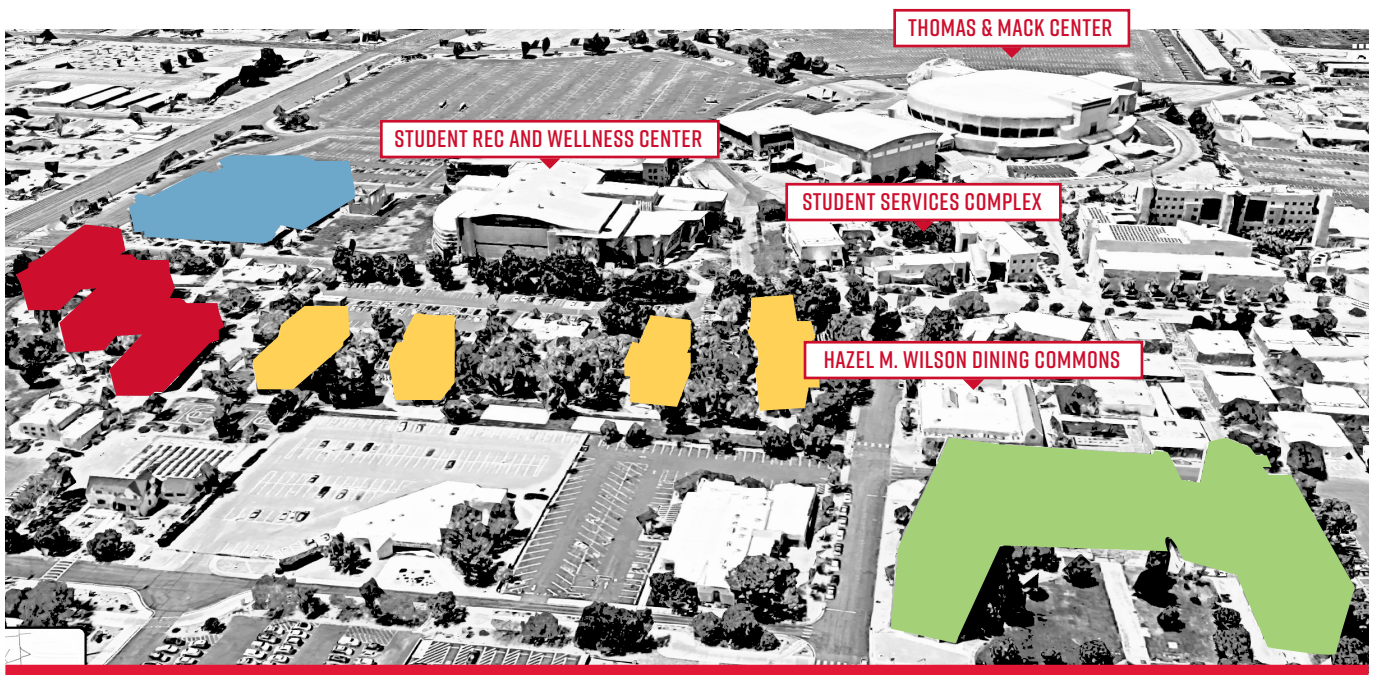 THOMAS & MACK CENTER
STUDENT REC AND WELLNESS CENTER
STUDENT SERVICES COMPLEX
HAZEL M. WILSON DINING COMMONS